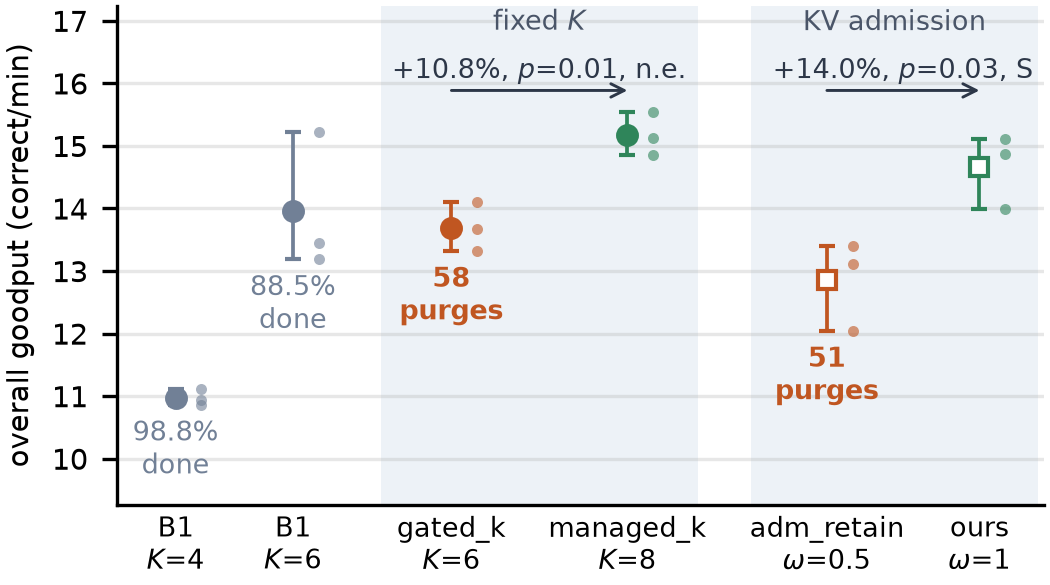 overall goodput (correct/min)
17
16
15
14
13
12
11
10
fixed K
KV admission
+10.8%, p=0.01, n.e.
+14.0%, p=0.03, S
98.8%
done
88.5%
done
58
purges
51
purges
B1
K=4
B1
K=6
gated_k
K=6
managed_k
K=8
adm_retain
ω=0.5
ours
ω=1